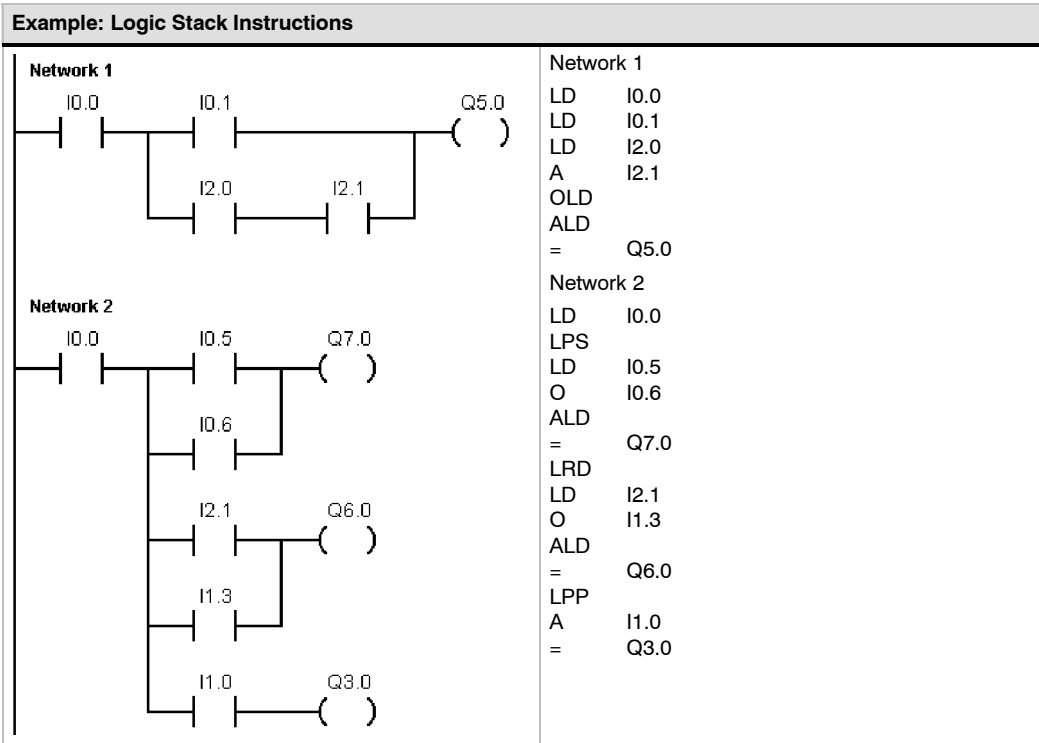 Example: Logic Stack Instructions
Network 1
I0.0 I0.1 Q5.0
I2.0 I2.1
Network 2
I0.0 I0.5 Q7.0
I0.6
I2.1 Q6.0
I1.3
I1.0 Q3.0
Network 1
LD I0.0
LD I0.1
LD I2.0
A I2.1
OLD
ALD
= Q5.0
Network 2
LD I0.0
LPS
LD I0.5
O I0.6
ALD
= Q7.0
LRD
LD I2.1
O I1.3
ALD
= Q6.0
LPP
A I1.0
= Q3.0